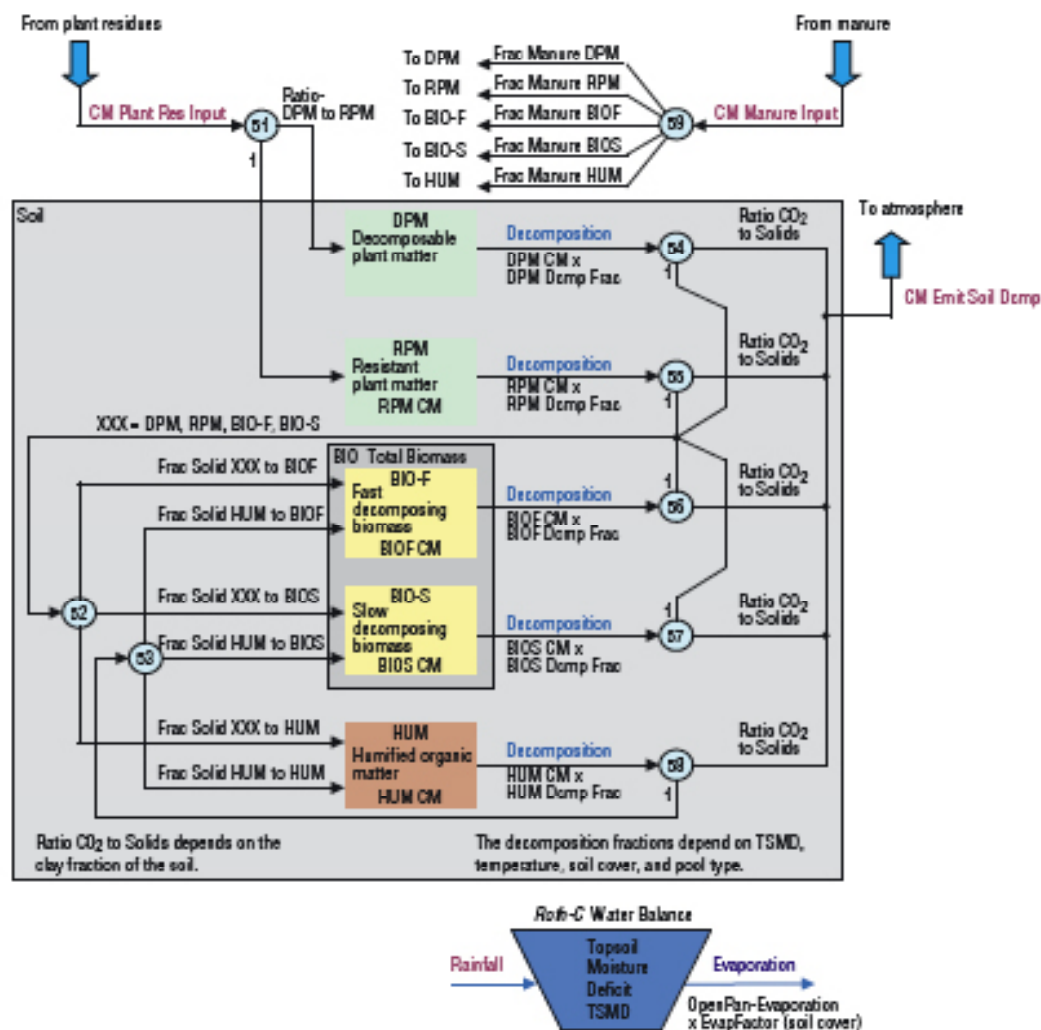 From plant residues
From manure
To DPM
Frac Manure DPM
To RPM
Frac Manure RPM
To BIO-F
Frac Manure BIOF
To BIO-S
Frac Manure BIOS
To HUM
Frac Manure HUM
CM Plant Res Input
S1
Ratio-
DPM to RPM
1
S9
CM Manure Input
Soil
To atmosphere
CM Emit Soil Dcmp
DPM
Decomposable
plant matter
Decomposition
DPM CM x
DPM Dcmp Frac
S4
1
Ratio CO2
to Solids
RPM
Resistant
plant matter
RPM CM
Decomposition
RPM CM x
RPM Dcmp Frac
S5
1
Ratio CO2
to Solids
XXX = DPM, RPM, BIO-F, BIO-S
BIO Total Biomass
Frac Solid XXX to BIOF
Frac Solid HUM to BIOF
BIO-F
Fast
decomposing
biomass
BIOF CM
Decomposition
BIOF CM x
BIOF Dcmp Frac
1
S6
Ratio CO2
to Solids
S2
Frac Solid XXX to BIOS
S3
Frac Solid HUM to BIOS
BIO-S
Slow
decomposing
biomass
BIOS CM
Decomposition
BIOS CM x
BIOS Dcmp Frac
1
S7
Ratio CO2
to Solids
Frac Solid XXX to HUM
Frac Solid HUM to HUM
HUM
Humified organic
matter
HUM CM
Decomposition
HUM CM x
HUM Dcmp Frac
S8
1
Ratio CO2
to Solids
Ratio CO2 to Solids depends on the
clay fraction of the soil.
The decomposition fractions depend on TSMD,
temperature, soil cover, and pool type.
Roth-C Water Balance
Rainfall
Topsoil
Moisture
Deficit
TSMD
Evaporation
OpenPan-Evaporation
x EvapFactor (soil cover)